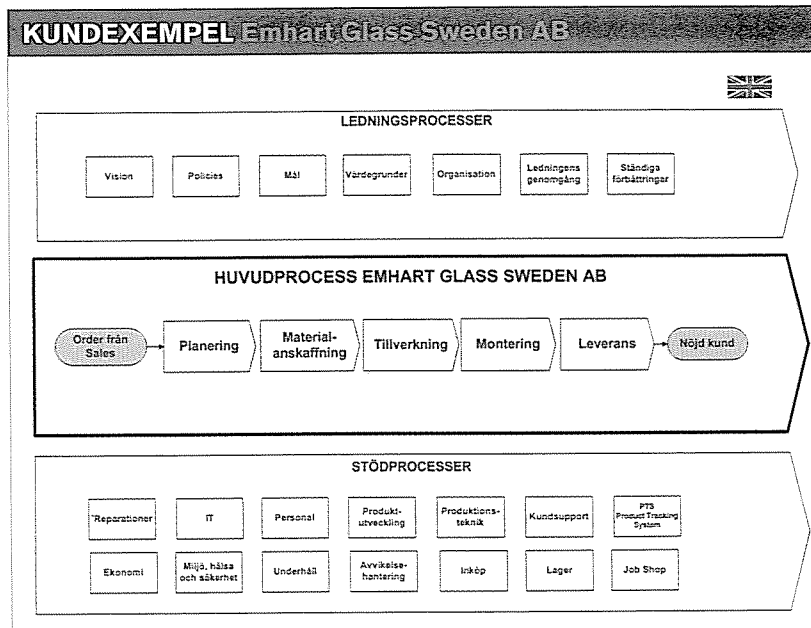 KUNDEXEMPEL Emhart Glass Sweden AB
LEDNINGSPROCESSER
Vision
Policies
Mål
Värdegrunder
Organisation
Ledningens
genomgång
Ständiga
förbättringar
HUVUDPROCESS EMHART GLASS SWEDEN AB
Order från
Sales
Planering
Material-
anskaffning
Tillverkning
Montering
Leverans
Nöjd kund
STÖDPROCESSER
"Reparationer
IT
Personal
Produkt-
utveckling
Produktions-
teknik
Kundsupport
PTS
Product Tracking
System
Ekonomi
Miljö, hälsa
och säkerhet
Underhåll
Avvikelse-
hantering
Inköp
Lager
Job Shop